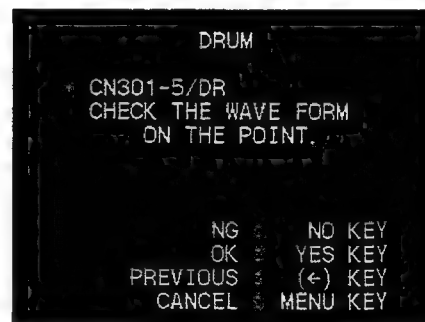 DRUM
* CN301-5/DR
CHECK THE WAVE FORM
ON THE POINT.
NG : NO KEY
OK : YES KEY
PREVIOUS : (←) KEY
CANCEL : MENU KEY